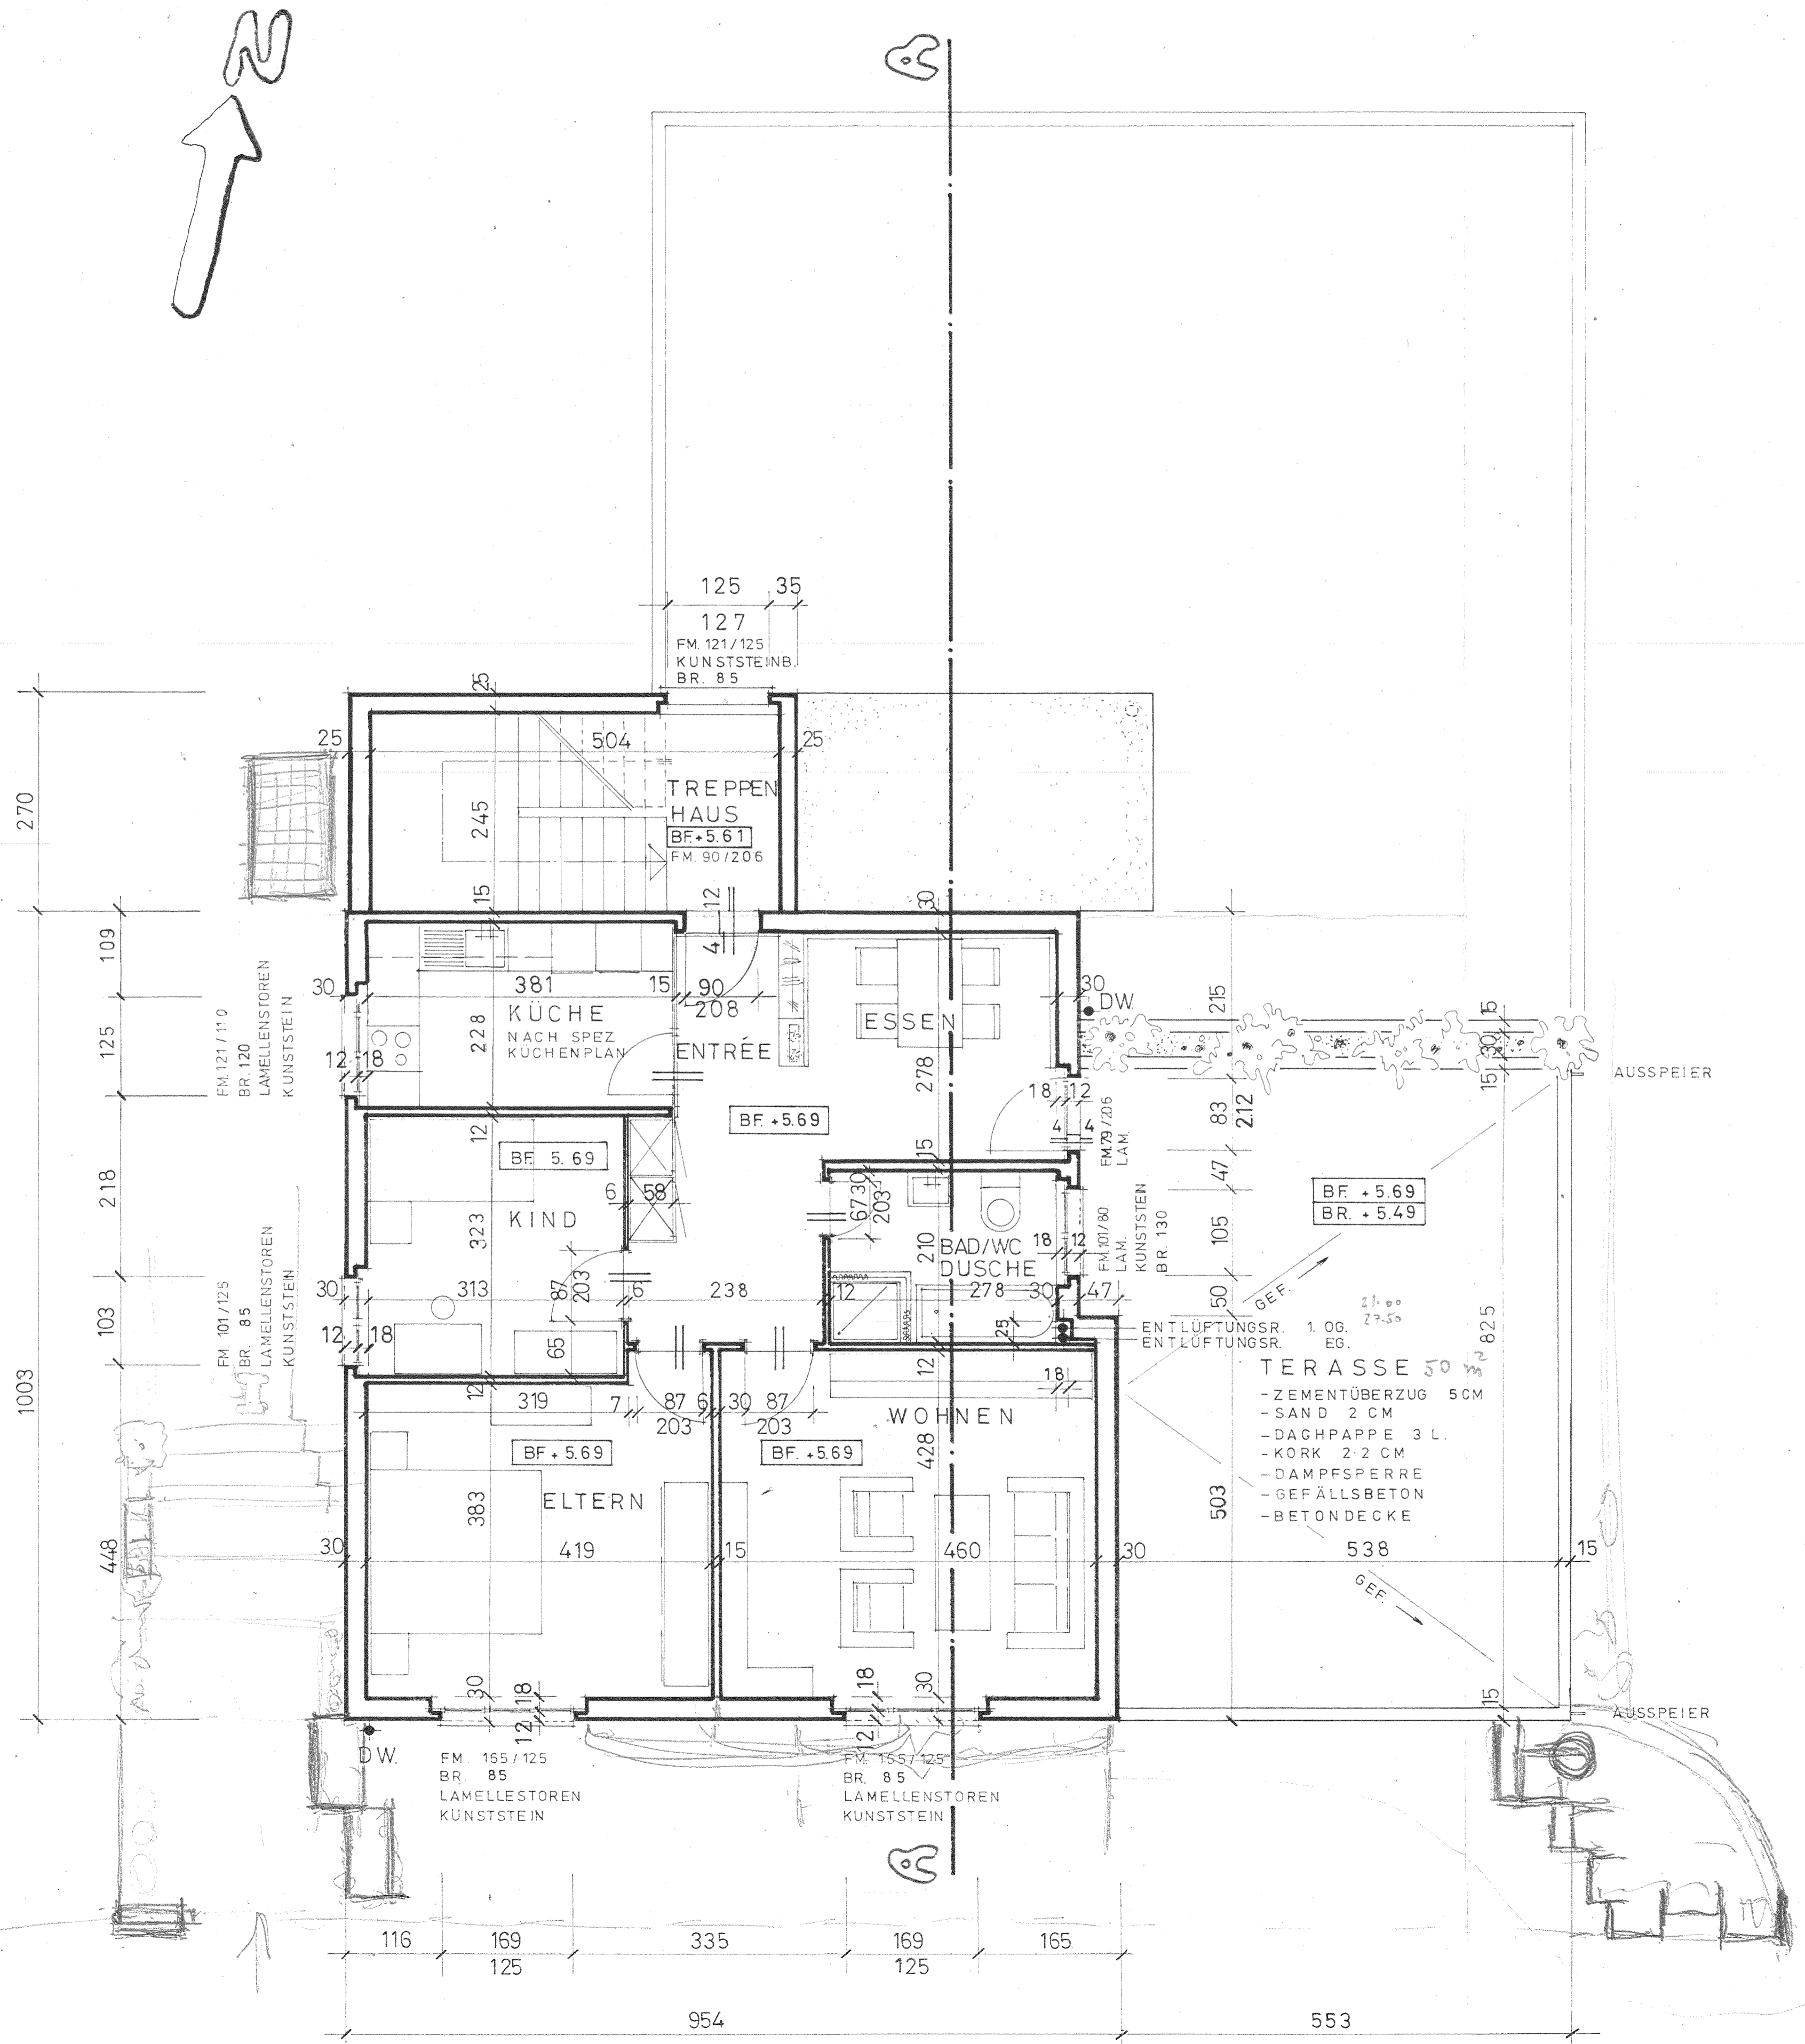 N
A
125 35
127
FM. 121/125
KUNSTSTEINB.
BR. 85
25
25 504 25
270
245
TREPPEN
HAUS
BF.+5.61
FM. 90/206
15
12
30
4
109
30 381 15 90
208
30
DW.
215
15
KÜCHE
NACH SPEZ
KÜCHENPLAN
228
ENTRÉE
ESSEN
278
FM. 121/110
BR. 120
LAMELLENSTOREN
KUNSTSTEIN
125
12 18
30
15
AUSSPEIER
18 12
4 4
83
212
FM. 79/206
LAM.
BF. +5.69
12
BF 5.69
15
47
218
6 58
67 30
203
KIND
323
210
BAD/WC
DUSCHE
18 12
FM. 101/80
LAM.
KUNSTSTEN
BR. 130
105
BF. +5.69
BR. +5.49
FM. 101/125
BR. 85
LAMELLENSTOREN
KUNSTSTEIN
30 313 87
203
6 238 12 278 30 47
50
GEF.
103
12 18
65
25
ENTLÜFTUNGSR. 1. OG.
ENTLÜFTUNGSR. EG.
825
TERASSE 50 m²
-ZEMENTÜBERZUG 5CM
-SAND 2 CM
-DAGHPAPPE 3 L.
-KORK 2·2 CM
-DAMPFSPERRE
-GEFÄLLSBETON
-BETONDECKE
12
12
18
1003
319 7 87 6 30 87
203 203
WOHNEN
BF +5.69
BF. +5.69
428
383
ELTERN
503
448
30 419 15 460 30 538 15
GEF.
30 18
12
18 30
12
15
AUSSPEIER
DW.
FM. 165/125
BR. 85
LAMELLESTOREN
KÜNSTSTEIN
FM. 165/125
BR. 85
LAMELLENSTOREN
KUNSTSTEIN
A
116 169 335 169 165
125 125
954 553